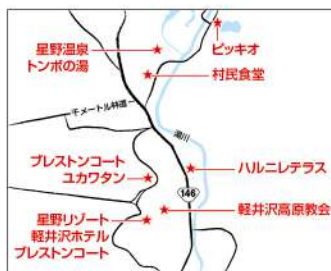 星野温泉
トンボの湯
ピッキオ
村民食堂
千メートル林道
湯川
ブレストンコート
ユカワタン
ハルニレテラス
146
軽井沢高原教会
星野リゾート
軽井沢ホテル
ブレストンコート